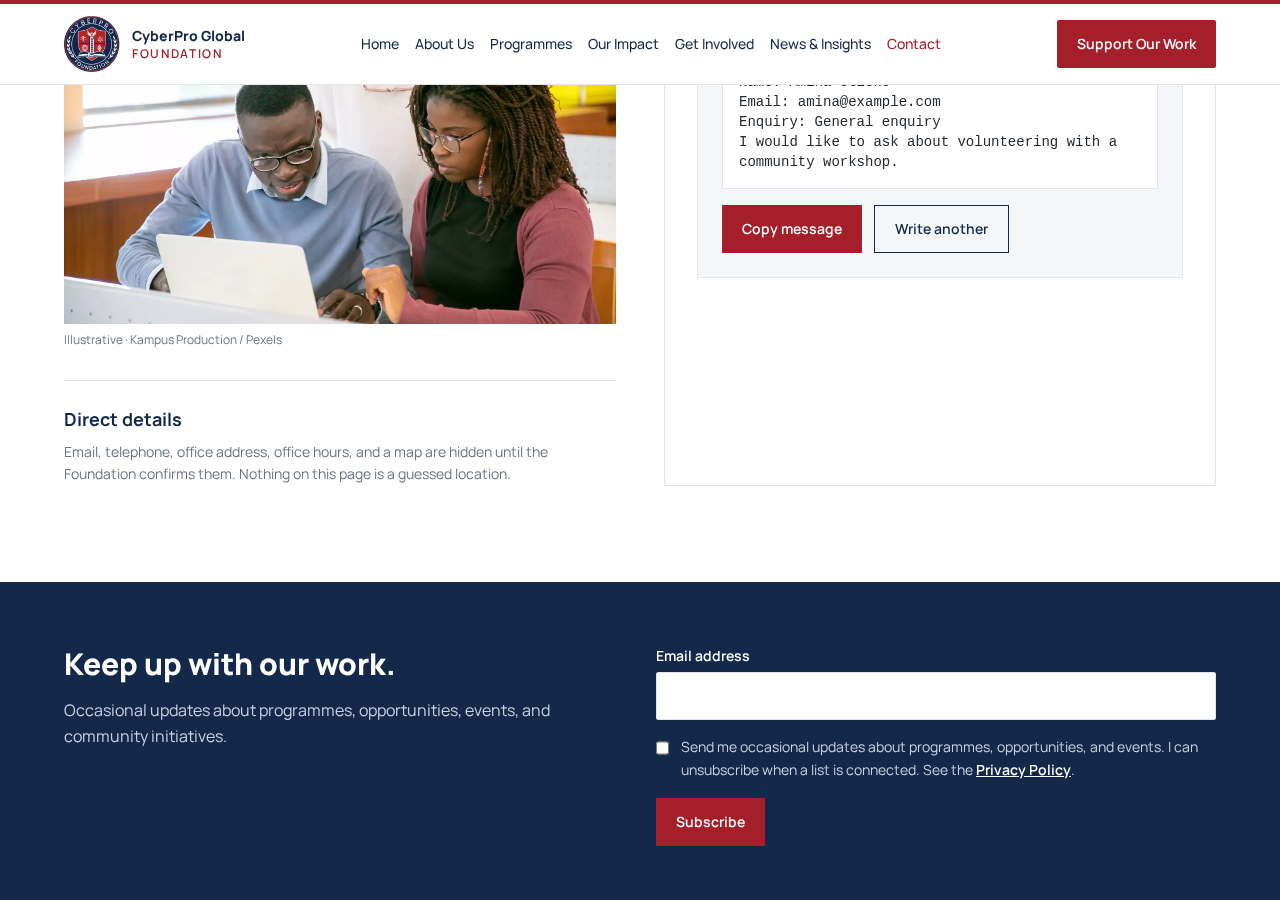 CyberPro Global
FOUNDATION
Home
About Us
Programmes
Our Impact
Get Involved
News & Insights
Contact
Support Our Work
Email: amina@example.com
Enquiry: General enquiry
I would like to ask about volunteering with a
community workshop.
Copy message
Write another
Illustrative · Kampus Production / Pexels
Direct details
Email, telephone, office address, office hours, and a map are hidden until the
Foundation confirms them. Nothing on this page is a guessed location.
Keep up with our work.
Occasional updates about programmes, opportunities, events, and
community initiatives.
Email address
Send me occasional updates about programmes, opportunities, and events. I can
unsubscribe when a list is connected. See the Privacy Policy.
Subscribe